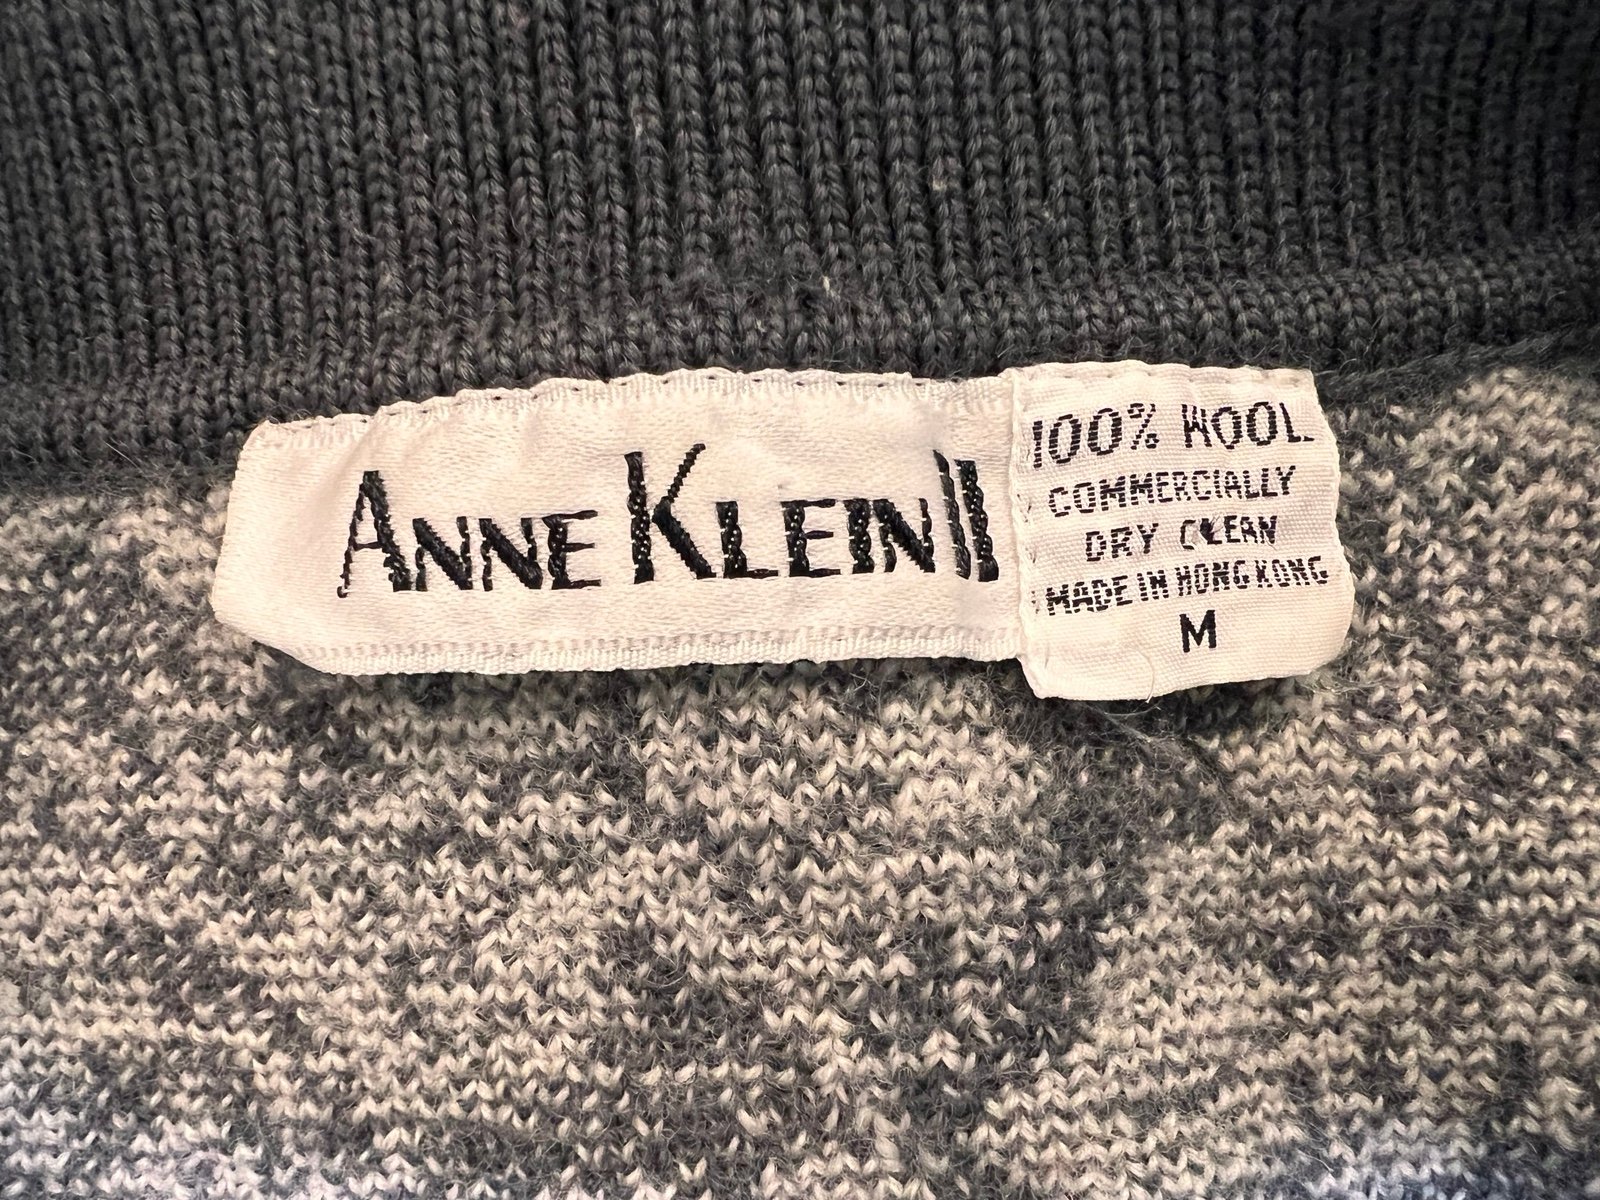 ANNE KLEIN II
100% WOOL
COMMERCIALLY
DRY CLEAN
MADE IN HONG KONG
M